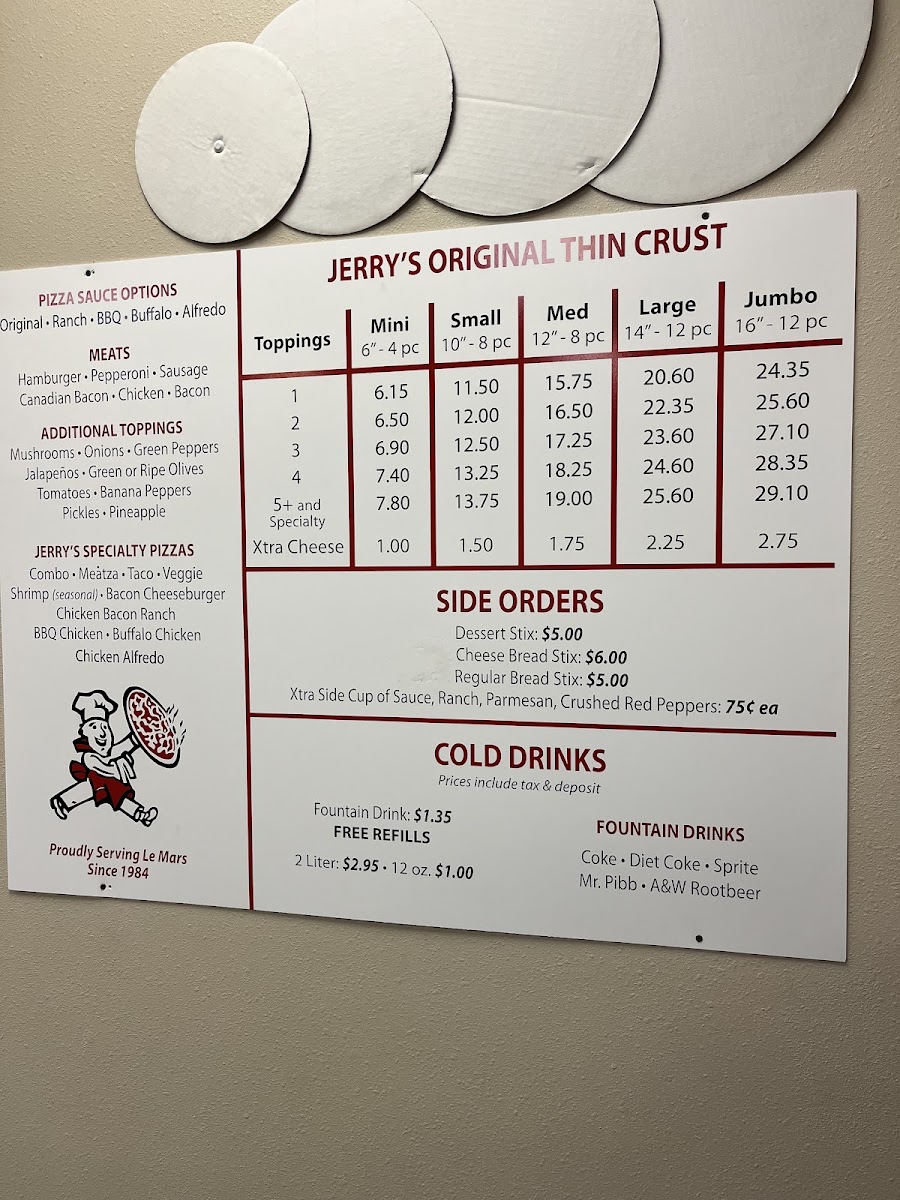 PIZZA SAUCE OPTIONS
Original • Ranch • BBQ • Buffalo • Alfredo
MEATS
Hamburger • Pepperoni • Sausage
Canadian Bacon • Chicken • Bacon
ADDITIONAL TOPPINGS
Mushrooms • Onions • Green Peppers
Jalapeños • Green or Ripe Olives
Tomatoes • Banana Peppers
Pickles • Pineapple
JERRY'S SPECIALTY PIZZAS
Combo • Meatza • Taco • Veggie
Shrimp (seasonal) • Bacon Cheeseburger
Chicken Bacon Ranch
BBQ Chicken • Buffalo Chicken
Chicken Alfredo
Proudly Serving Le Mars
Since 1984
JERRY'S ORIGINAL THIN CRUST
Toppings Mini Small Med Large Jumbo
6" - 4 pc 10" - 8 pc 12" - 8 pc 14" - 12 pc 16" - 12 pc
1 6.15 11.50 15.75 20.60 24.35
2 6.50 12.00 16.50 22.35 25.60
3 6.90 12.50 17.25 23.60 27.10
4 7.40 13.25 18.25 24.60 28.35
5+ and 7.80 13.75 19.00 25.60 29.10
Specialty
Xtra Cheese 1.00 1.50 1.75 2.25 2.75
SIDE ORDERS
Dessert Stix: $5.00
Cheese Bread Stix: $6.00
Regular Bread Stix: $5.00
Xtra Side Cup of Sauce, Ranch, Parmesan, Crushed Red Peppers: 75¢ ea
COLD DRINKS
Prices include tax & deposit
Fountain Drink: $1.35
FREE REFILLS
2 Liter: $2.95 • 12 oz. $1.00
FOUNTAIN DRINKS
Coke • Diet Coke • Sprite
Mr. Pibb • A&W Rootbeer